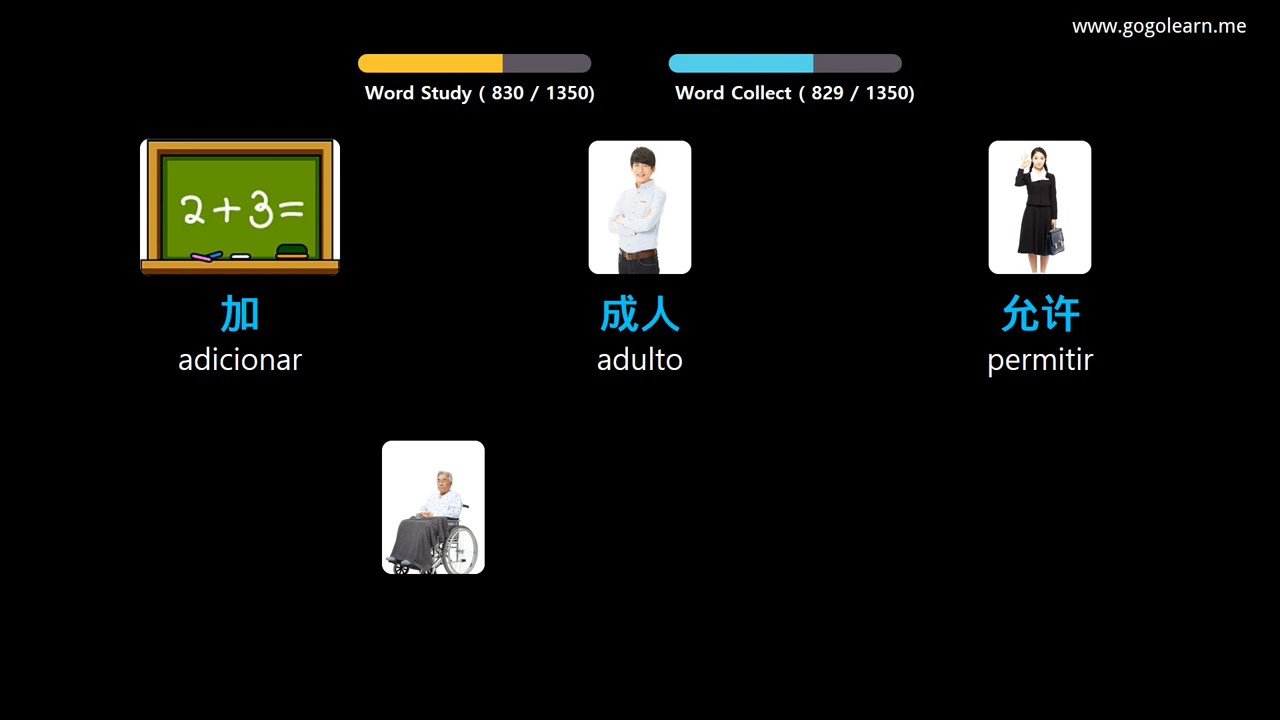 www.gogolearn.me
Word Study ( 830 / 1350)
Word Collect ( 829 / 1350)
2+3=
加
adicionar
成人
adulto
允许
permitir